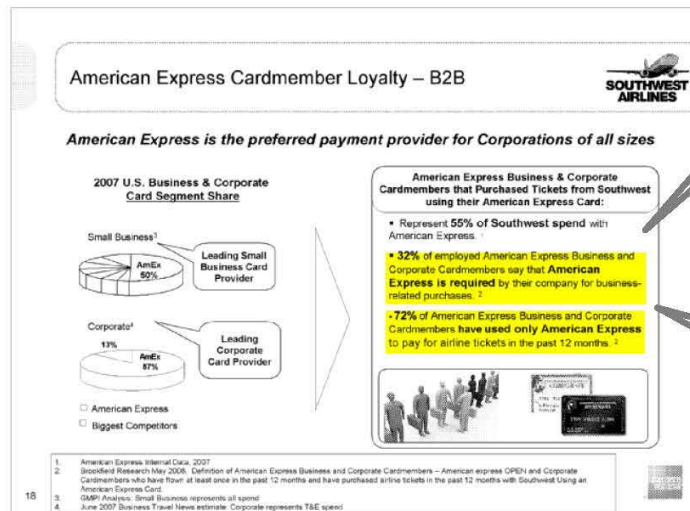 American Express Cardmember Loyalty – B2B
SOUTHWEST
AIRLINES
American Express is the preferred payment provider for Corporations of all sizes
2007 U.S. Business & Corporate
Card Segment Share
Small Business3
AmEx
50%
Leading Small
Business Card
Provider
Corporate4
13%
AmEx
87%
Leading
Corporate
Card Provider
American Express
Biggest Competitors
American Express Business & Corporate
Cardmembers that Purchased Tickets from Southwest
using their American Express Card:
▪ Represent 55% of Southwest spend with
American Express.
▪ 32% of employed American Express Business and
Corporate Cardmembers say that American
Express is required by their company for business-
related purchases. 2
▪ 72% of American Express Business and Corporate
Cardmembers have used only American Express
to pay for airline tickets in the past 12 months. 2
1. American Express Internal Data, 2007
2. Brookfield Research May 2008. Definition of American Express Business and Corporate Cardmembers – American express OPEN and Corporate
Cardmembers who have flown at least once in the past 12 months and have purchased airline tickets in the past 12 months with Southwest Using an
American Express Card.
3. GMPI Analysis: Small Business represents all spend
4. June 2007 Business Travel News estimate: Corporate represents T&E spend
18